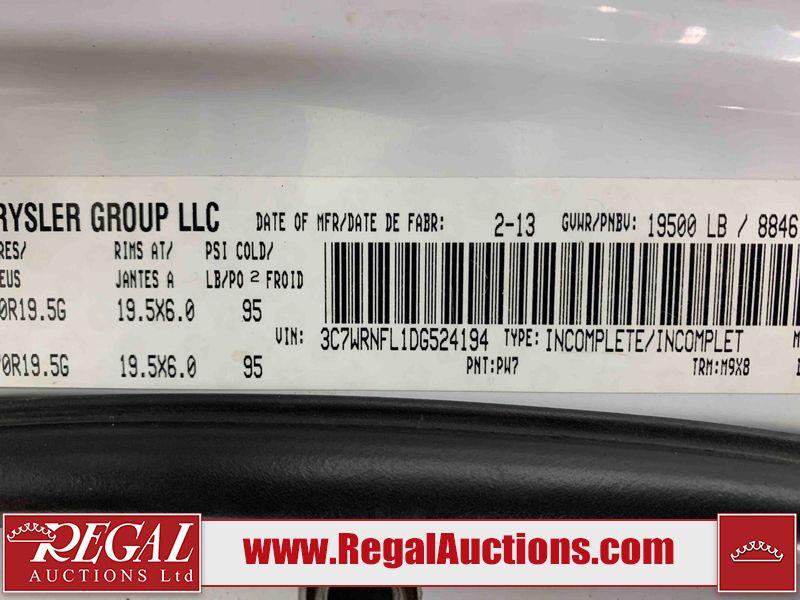 RYSLER GROUP LLC DATE OF MFR/DATE DE FABR: 2-13 GVWR/PNBV: 19500 LB / 8846
RES/ RIMS AT/ PSI COLD/
EUS JANTES A LB/PO 2 FROID
0R19.5G 19.5X6.0 95
VIN: 3C7WRNFL1DG524194 TYPE: INCOMPLETE/INCOMPLET
70R19.5G 19.5X6.0 95 PNT:PW7 TRM:M9X8
REGAL
AUCTIONS Ltd
www.RegalAuctions.com